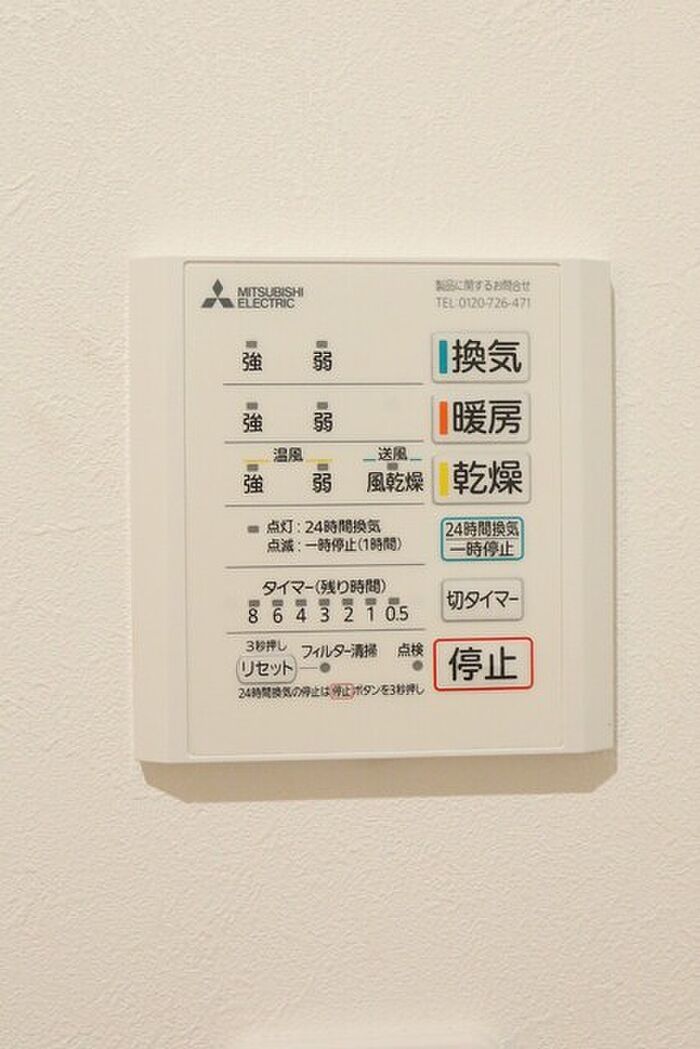 MITSUBISHI
ELECTRIC
製品に関するお問合せ
TEL:0120-726-471
強 弱 換気
強 弱 暖房
温風 送風
強 弱 風乾燥 乾燥
点灯:24時間換気
点滅:一時停止(1時間)
24時間換気
一時停止
タイマー(残り時間)
8 6 4 3 2 1 0.5
切タイマー
3秒押し
リセット フィルター清掃 点検
停止
24時間換気の停止は停止ボタンを3秒押し